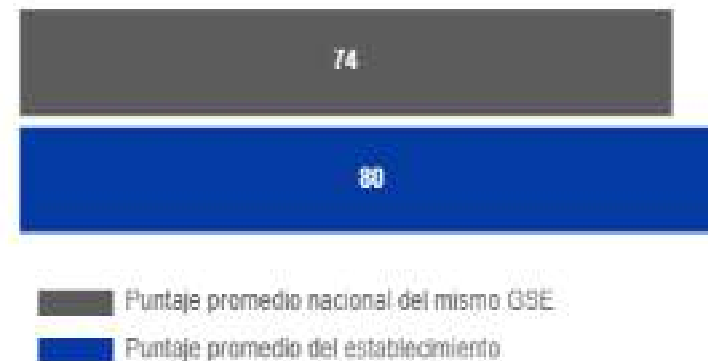 74
80
Puntaje promedio nacional del mismo GSE
Puntaje promedio del establecimiento